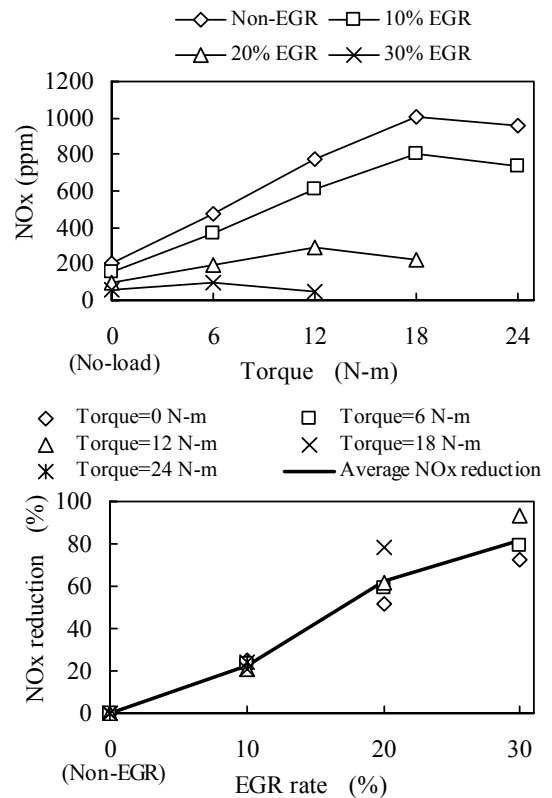 Non-EGR 10% EGR
20% EGR 30% EGR
1200
1000
800
600
400
200
0
NOx (ppm)
0 6 12 18 24
(No-load)
Torque (N-m)
Torque=0 N-m Torque=6 N-m
Torque=12 N-m Torque=18 N-m
Torque=24 N-m Average NOx reduction
100
80
60
40
20
0
NOx reduction (%)
0 10 20 30
(Non-EGR)
EGR rate (%)